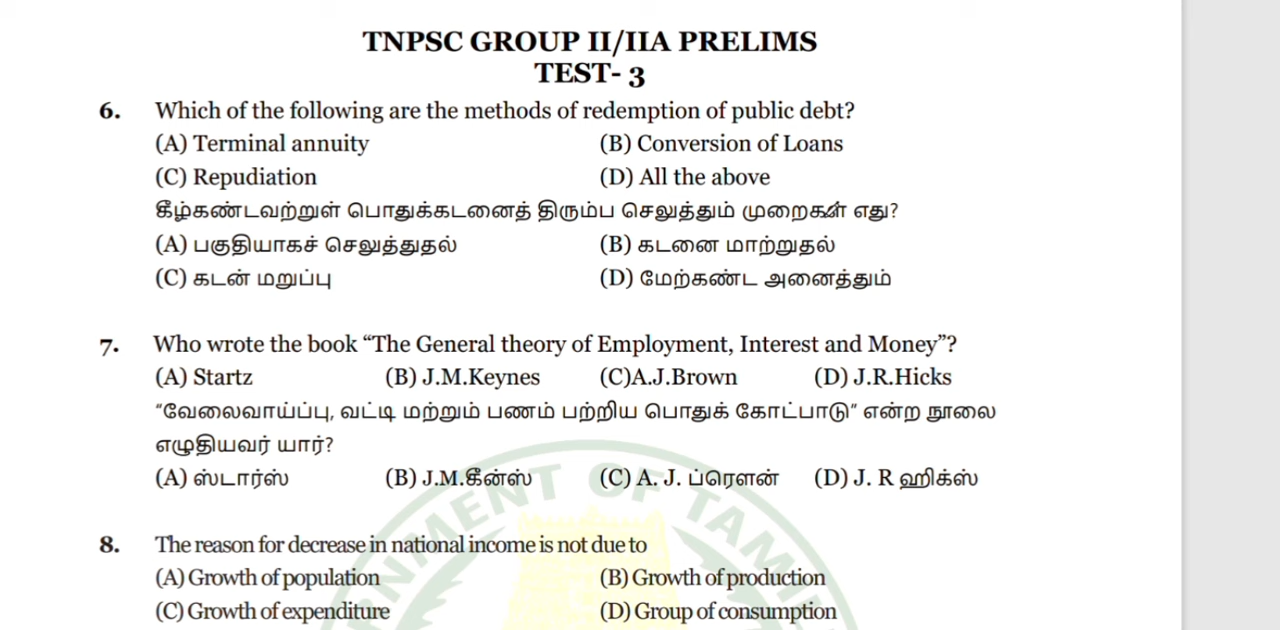 TNPSC GROUP II/IIA PRELIMS
TEST- 3
6. Which of the following are the methods of redemption of public debt?
(A) Terminal annuity (B) Conversion of Loans
(C) Repudiation (D) All the above
கீழ்கண்டவற்றுள் பொதுக்கடனைத் திரும்ப செலுத்தும் முறைகள் எது?
(A) பகுதியாகச் செலுத்துதல் (B) கடனை மாற்றுதல்
(C) கடன் மறுப்பு (D) மேற்கண்ட அனைத்தும்
7. Who wrote the book “The General theory of Employment, Interest and Money”?
(A) Startz (B) J.M.Keynes (C)A.J.Brown (D) J.R.Hicks
“வேலைவாய்ப்பு, வட்டி மற்றும் பணம் பற்றிய பொதுக் கோட்பாடு” என்ற நூலை
எழுதியவர் யார்?
(A) ஸ்டார்ஸ் (B) J.M.கீன்ஸ் (C) A. J. ப்ரௌன் (D) J. R ஹிக்ஸ்
8. The reason for decrease in national income is not due to
(A) Growth of population (B) Growth of production
(C) Growth of expenditure (D) Group of consumption